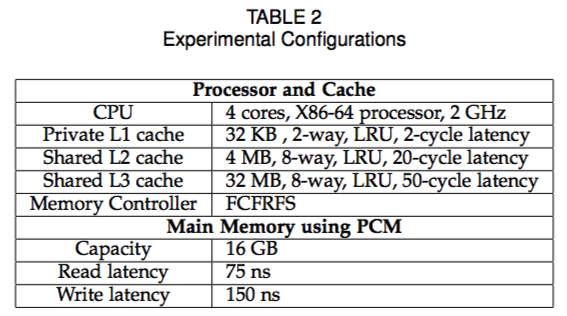 TABLE 2
Experimental Configurations
Processor and Cache
CPU 4 cores, X86-64 processor, 2 GHz
Private L1 cache 32 KB , 2-way, LRU, 2-cycle latency
Shared L2 cache 4 MB, 8-way, LRU, 20-cycle latency
Shared L3 cache 32 MB, 8-way, LRU, 50-cycle latency
Memory Controller FCFRFS
Main Memory using PCM
Capacity 16 GB
Read latency 75 ns
Write latency 150 ns